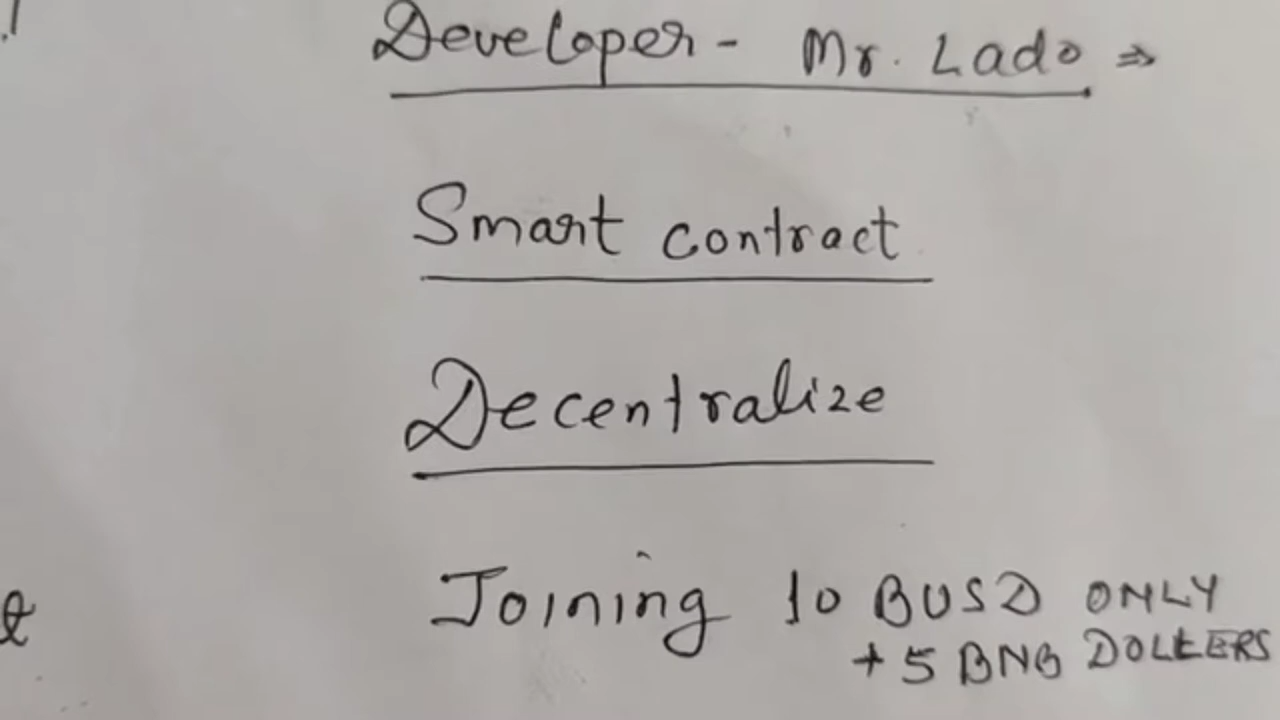 Developer - Mr. Lado ⇒
Smart contract
Decentralize
Joining 10 BUSD ONLY
+ 5 BNB DOLLERS